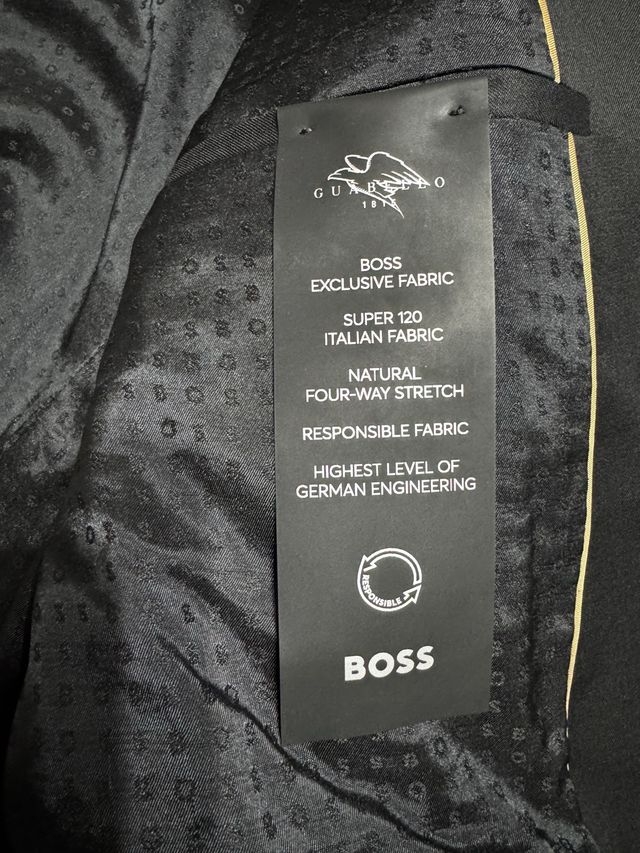 GUABELLO
1815
BOSS
EXCLUSIVE FABRIC
SUPER 120
ITALIAN FABRIC
NATURAL
FOUR-WAY STRETCH
RESPONSIBLE FABRIC
HIGHEST LEVEL OF
GERMAN ENGINEERING
RESPONSIBLE
BOSS